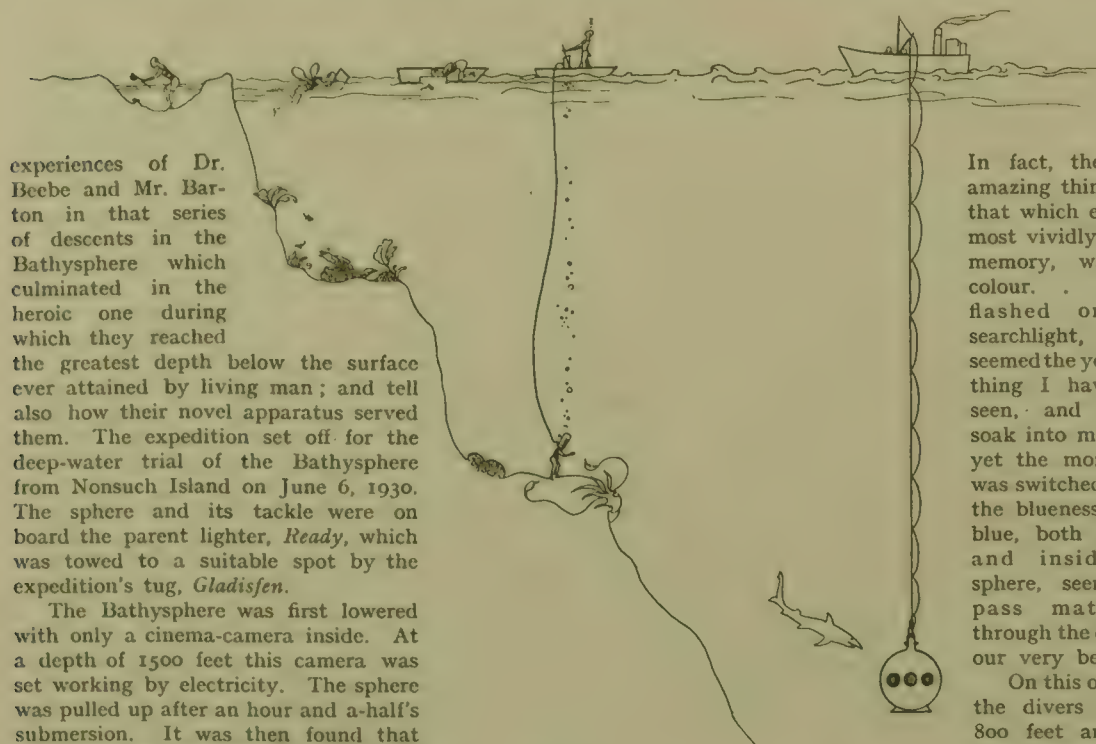 experiences of Dr.
Beebe and Mr. Bar-
ton in that series
of descents in the
Bathysphere which
culminated in the
heroic one during
which they reached
the greatest depth below the surface
ever attained by living man; and tell
also how their novel apparatus served
them. The expedition set off for the
deep-water trial of the Bathysphere
from Nonsuch Island on June 6, 1930.
The sphere and its tackle were on
board the parent lighter, Ready, which
was towed to a suitable spot by the
expedition's tug, Gladisfen.
The Bathysphere was first lowered
with only a cinema-camera inside. At
a depth of 1500 feet this camera was
set working by electricity. The sphere
was pulled up after an hour and a-half's
submersion. It was then found that
In fact, the
amazing thin
that which e
most vividly
memory, w
colour. .
flashed or
searchlight,
seemed the ye
thing I hav
seen, and
soak into m
yet the mo
was switched
the blueness
blue, both
and insid
sphere, see
pass mat
through the
our very be
On this o
the divers
800 feet a